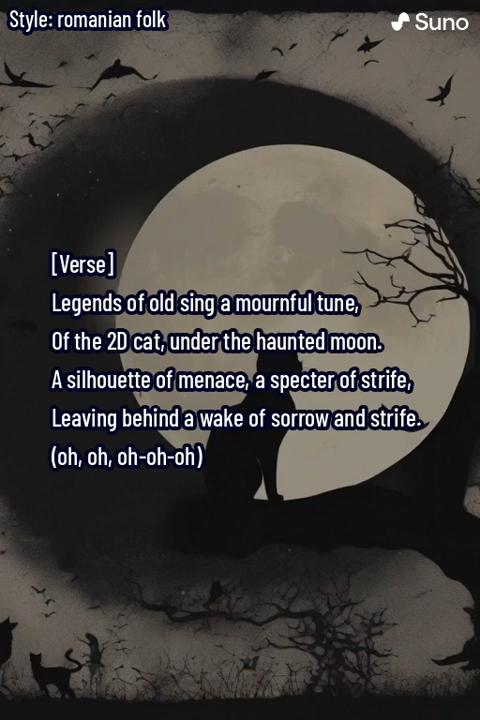 Style: romanian folk
Suno
[Verse]
Legends of old sing a mournful tune,
Of the 2D cat, under the haunted moon.
A silhouette of menace, a specter of strife,
Leaving behind a wake of sorrow and strife.
(oh, oh, oh-oh-oh)